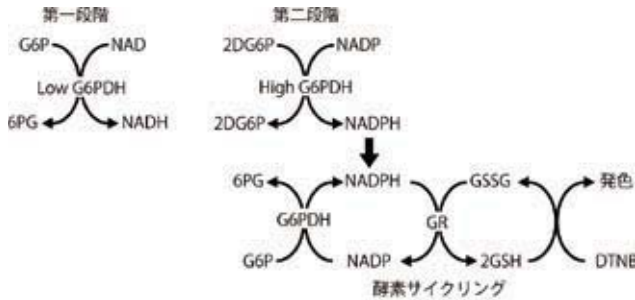 第一段階
G6P NAD
Low G6PDH
6PG NADH
第二段階
2DG6P NADP
High G6PDH
2DG6P NADPH
6PG NADPH GSSG 発色
G6PDH GR
G6P NADP 2GSH DTNB
酵素サイクリング